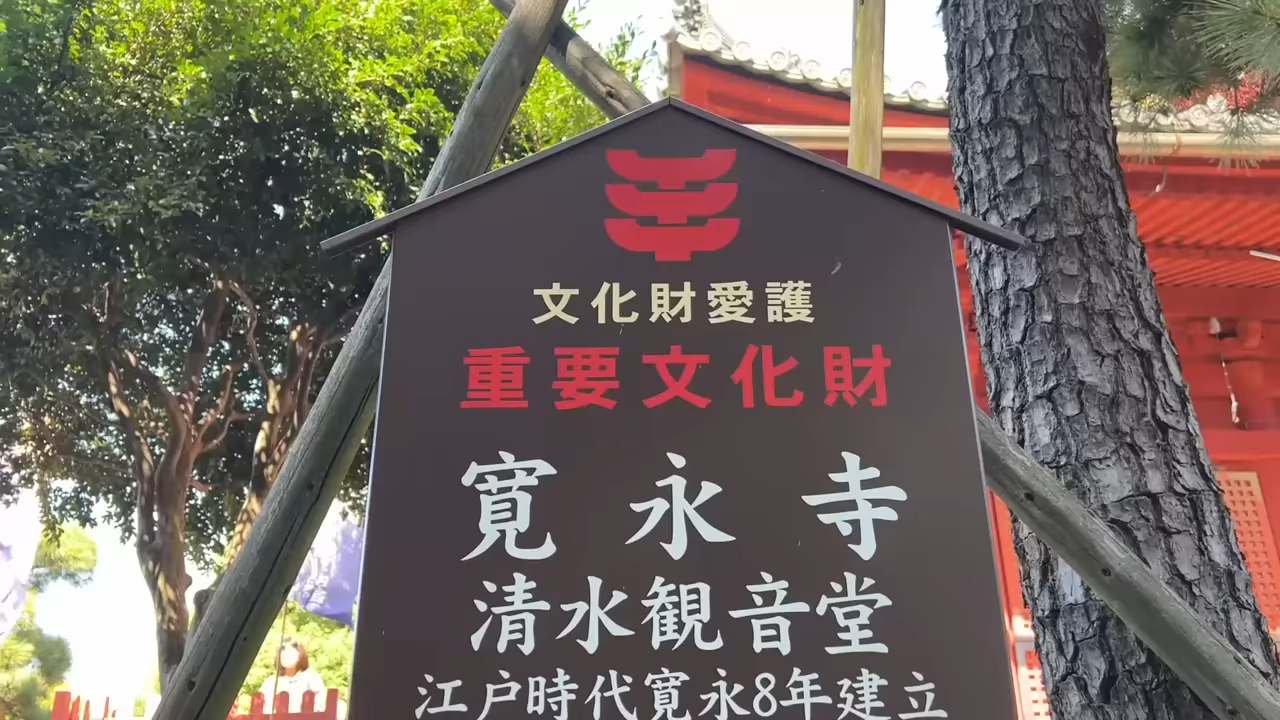 文化財愛護
重要文化財
寛永寺
清水観音堂
江戸時代寛永8年建立